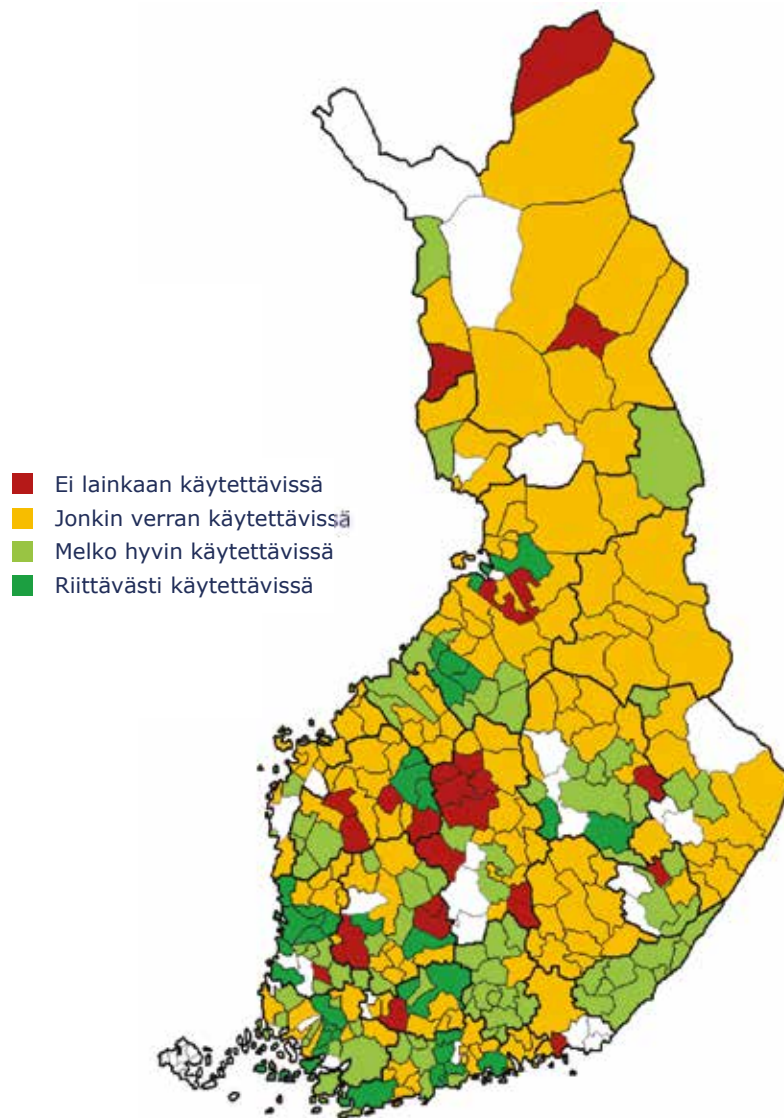 Ei lainkaan käytettävissä
Jonkin verran käytettävissä
Melko hyvin käytettävissä
Riittävästi käytettävissä